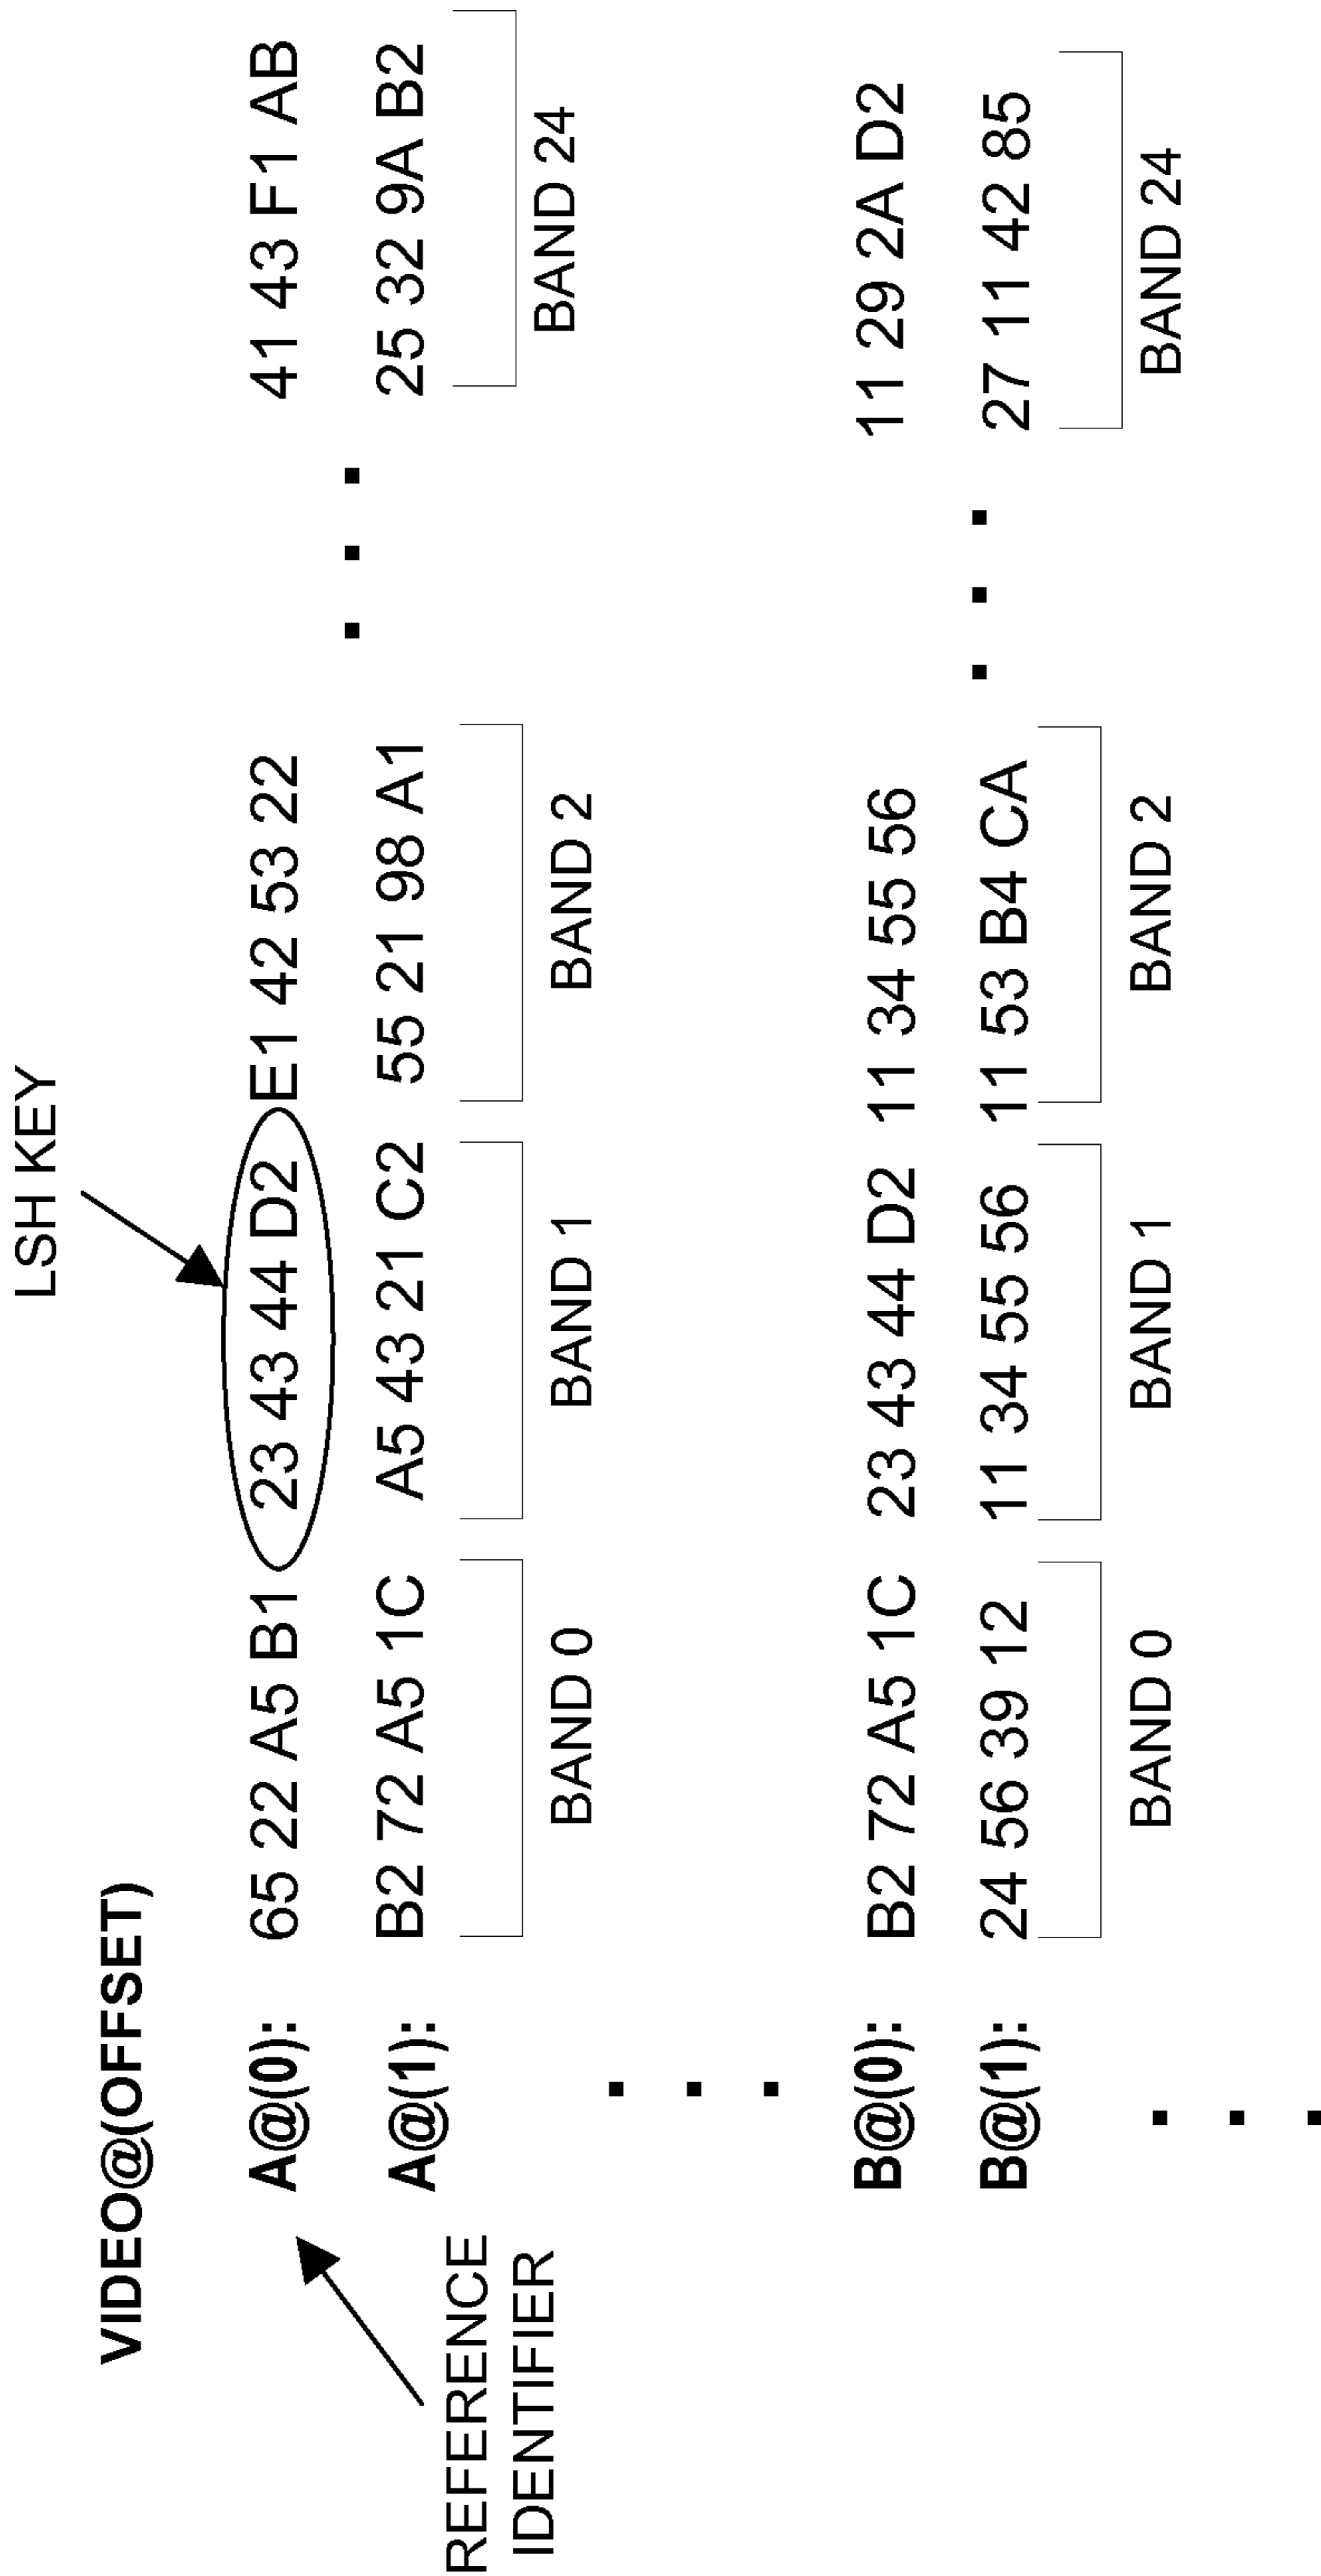 LSH KEY
VIDEO@(OFFSET)
A@(0): 65 22 A5 B1 23 43 44 D2 E1 42 53 22 41 43 F1 AB
A@(1): B2 72 A5 1C A5 43 21 C2 55 21 98 A1 . . . 25 32 9A B2
REFERENCE
IDENTIFIER
BAND 0 BAND 1 BAND 2 BAND 24
. . .
B@(0): B2 72 A5 1C 23 43 44 D2 11 34 55 56 11 29 2A D2
B@(1): 24 56 39 12 11 34 55 56 11 53 B4 CA . . . 27 11 42 85
BAND 0 BAND 1 BAND 2 BAND 24
. . .